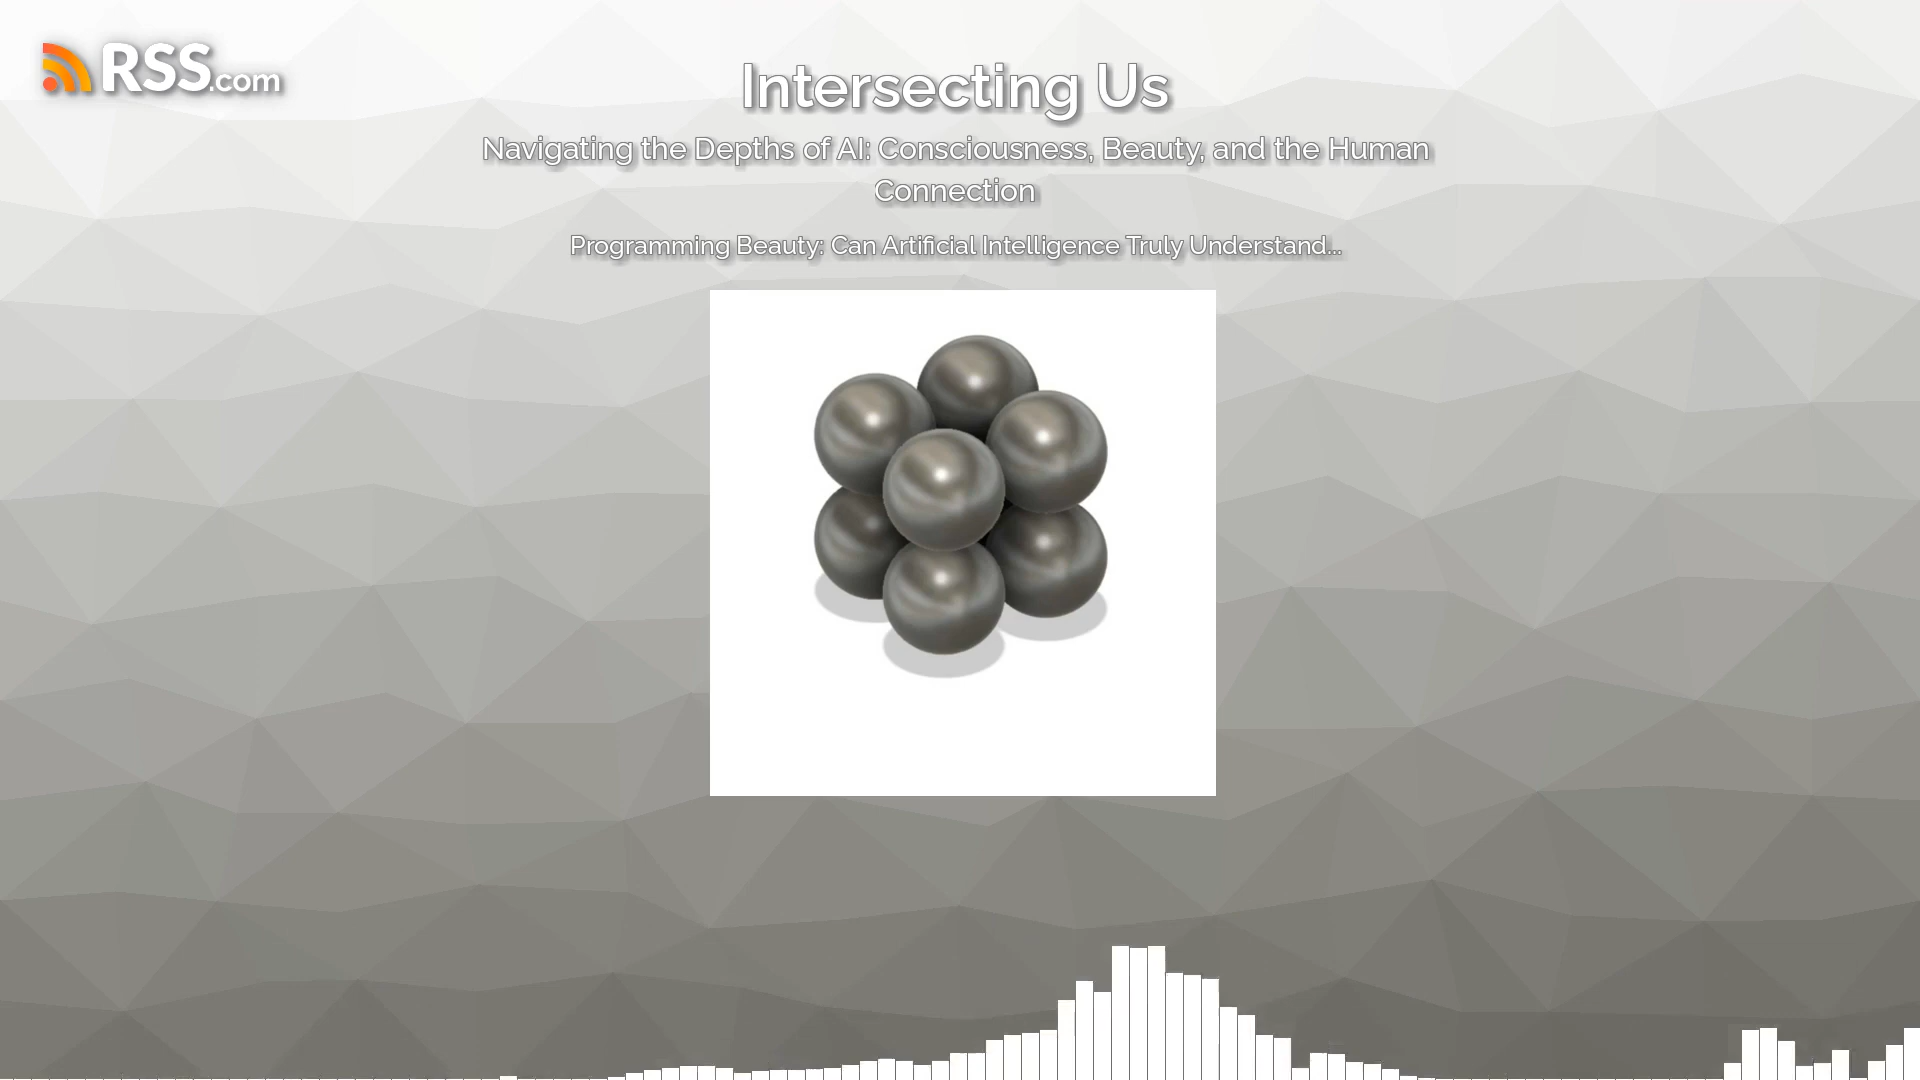 RSS.com
Intersecting Us
Navigating the Depths of AI: Consciousness, Beauty, and the Human
Connection
Programming Beauty: Can Artificial Intelligence Truly Understand...